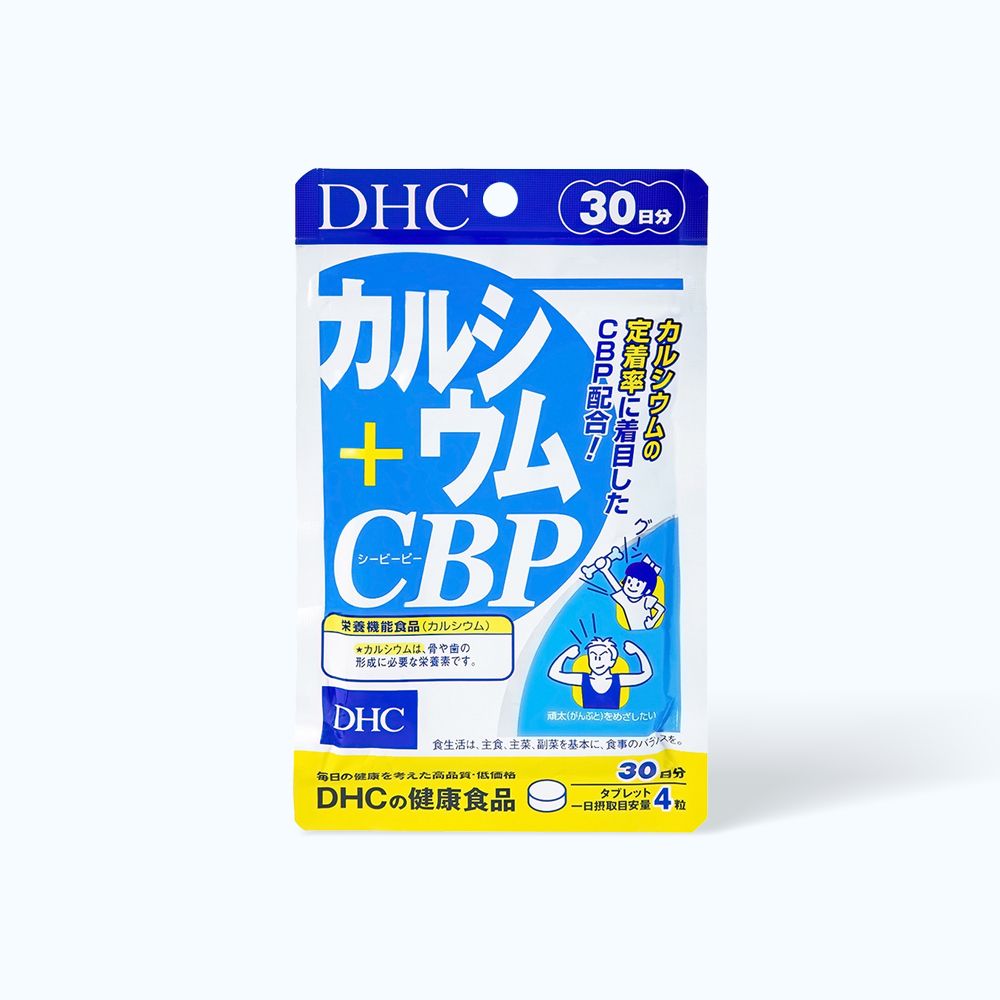 DHC
30日分
カルシ
ウム
+
CBP
シービーピー
カルシウムの
定着率に着目した
CBP配合!
グーン
栄養機能食品(カルシウム)
★カルシウムは、骨や歯の
形成に必要な栄養素です。
頑太(がんぶと)をめざしたい
DHC
食生活は、主食、主菜、副菜を基本に、食事のバランスを。
毎日の健康を考えた高品質・低価格
DHCの健康食品
30日分
タブレット
一日摂取目安量4粒